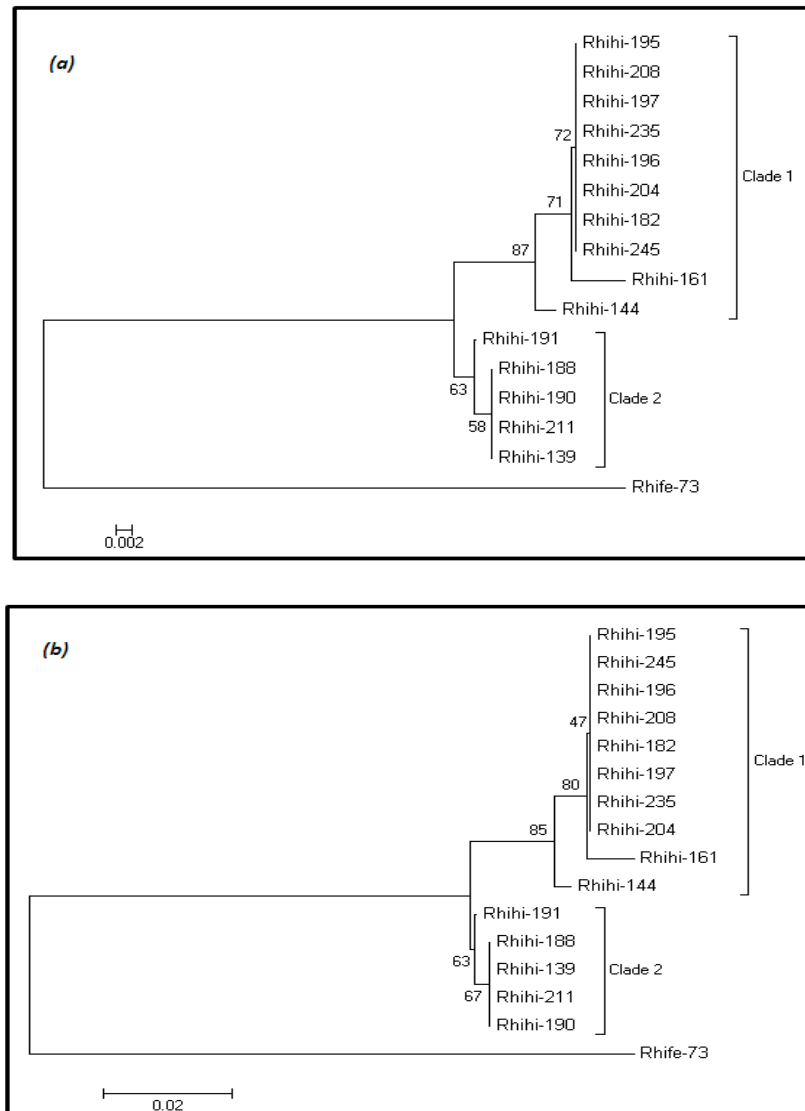 (a)
Rhihi-195
Rhihi-208
Rhihi-197
Rhihi-235
72
Rhihi-196
Clade 1
Rhihi-204
71
Rhihi-182
87
Rhihi-245
Rhihi-161
Rhihi-144
Rhihi-191
Rhihi-188
63
Rhihi-190
Clade 2
58
Rhihi-211
Rhihi-139
Rhife-73
0.002
(b)
Rhihi-195
Rhihi-245
Rhihi-196
47
Rhihi-208
Rhihi-182
Clade 1
Rhihi-197
80
Rhihi-235
85
Rhihi-204
Rhihi-161
Rhihi-144
Rhihi-191
Rhihi-188
63
Rhihi-139
Clade 2
67
Rhihi-211
Rhihi-190
Rhife-73
0.02